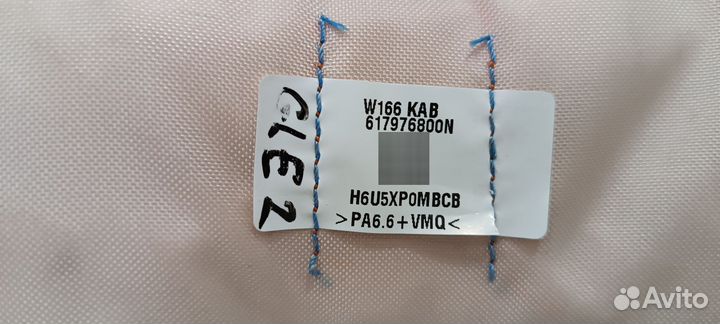 W166 KAB
617976800N
H6U5XP0MBCB
>PA6.6+VMQ<
Avito